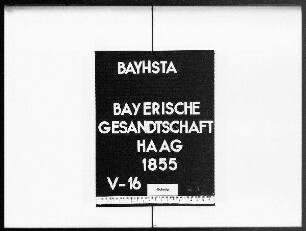 BAYHSTA
BAYERISCHE
GESANDTSCHAFT
HAAG
1855
V-16